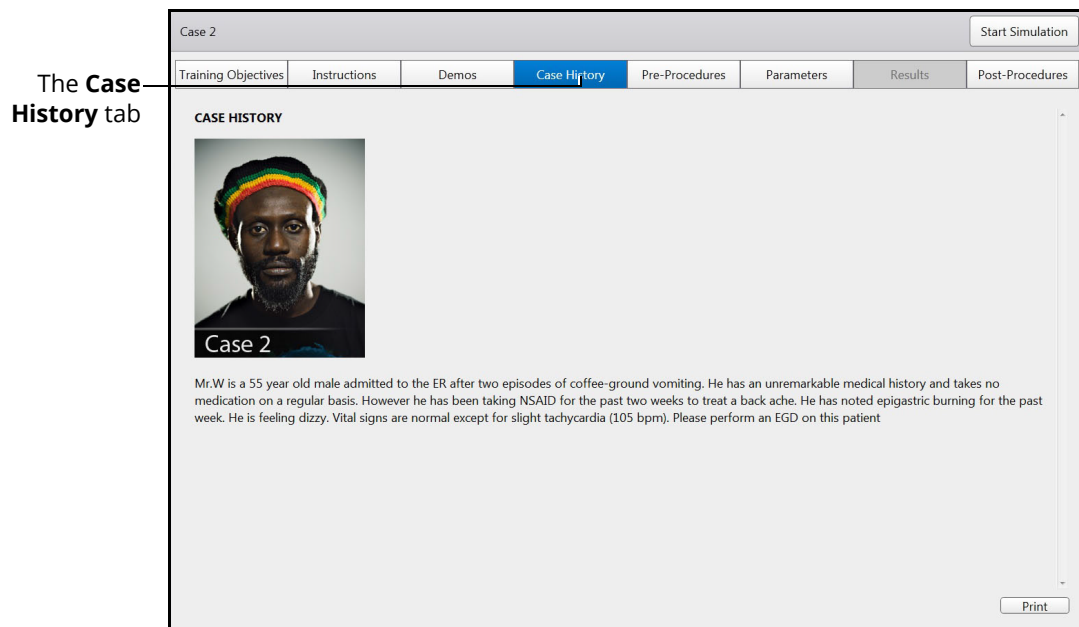 Case 2
Start Simulation
Training Objectives
Instructions
Demos
Case History
Pre-Procedures
Parameters
Results
Post-Procedures
The Case
History tab
CASE HISTORY
Case 2
Mr.W is a 55 year old male admitted to the ER after two episodes of coffee-ground vomiting. He has an unremarkable medical history and takes no
medication on a regular basis. However he has been taking NSAID for the past two weeks to treat a back ache. He has noted epigastric burning for the past
week. He is feeling dizzy. Vital signs are normal except for slight tachycardia (105 bpm). Please perform an EGD on this patient
Print